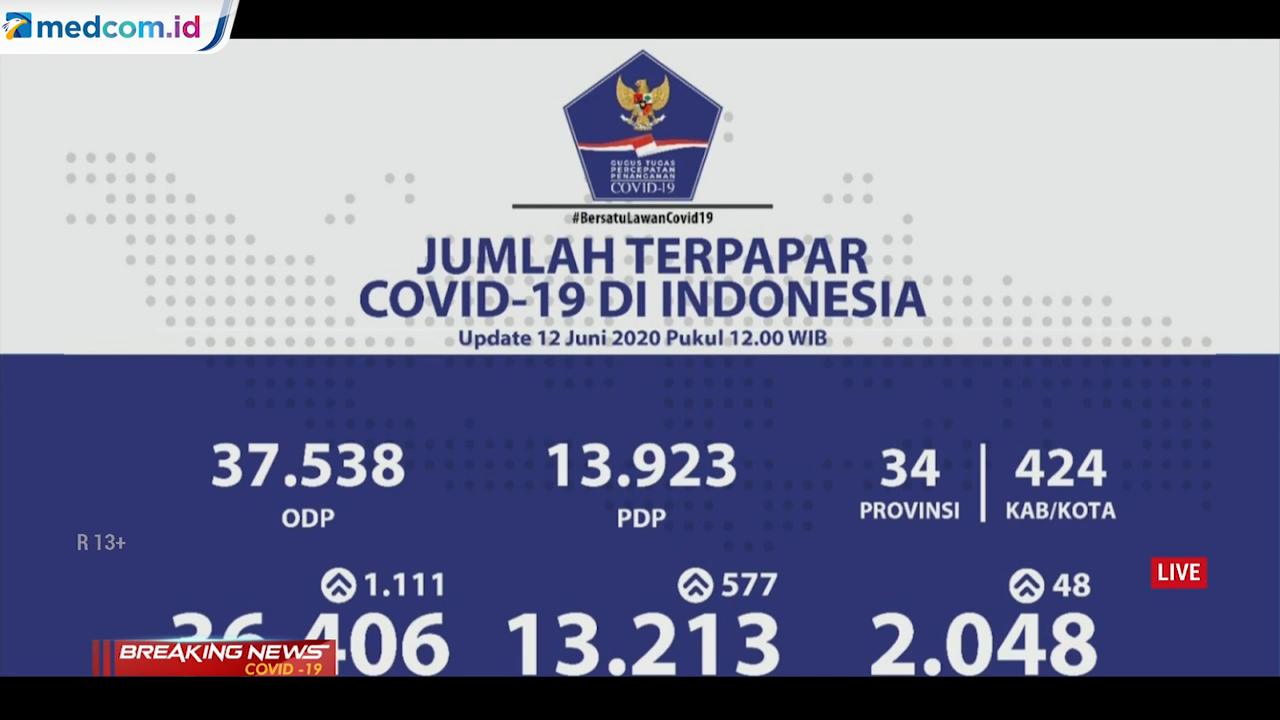 medcom.id
GUGUS TUGAS
PERCEPATAN
PENANGANAN
COVID-19
#BersatuLawanCovid19
JUMLAH TERPAPAR
COVID-19 DI INDONESIA
Update 12 Juni 2020 Pukul 12.00 WIB
37.538
ODP
13.923
PDP
34
PROVINSI
424
KAB/KOTA
R 13+
LIVE
1.111
577
48
36.406
13.213
2.048
BREAKING NEWS
COVID -19